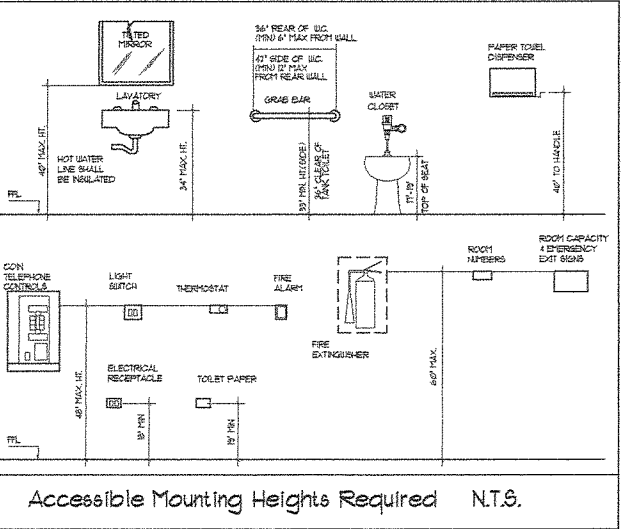 TILTED
MIRROR
LAVATORY
40" MAX. HT.
HOT WATER
LINE SHALL
BE INSULATED
34" MAX. HT.
FFL
36" REAR OF W.C.
(MIN) 6" MAX FROM WALL
42" SIDE OF W.C.
(MIN) 12" MAX
FROM REAR WALL
GRAB BAR
33" MIN. HT.(SIDE)
36" CLEAR OF
TANK TOILET
WATER
CLOSET
17"-19"
TOP OF SEAT
PAPER TOWEL
DISPENSER
TO HANDLE
COIN
TELEPHONE
CONTROLS
LIGHT
SWITCH
THERMOSTAT
FIRE
ALARM
FIRE
EXTINGUISHER
ROOM
NUMBERS
ROOM CAPACITY
& EMERGENCY
EXIT SIGNS
48" MAX. HT.
ELECTRICAL
RECEPTACLE
15" MIN
TOILET PAPER
MIN
60" MAX.
FFL
Accessible Mounting Heights Required N.T.S.